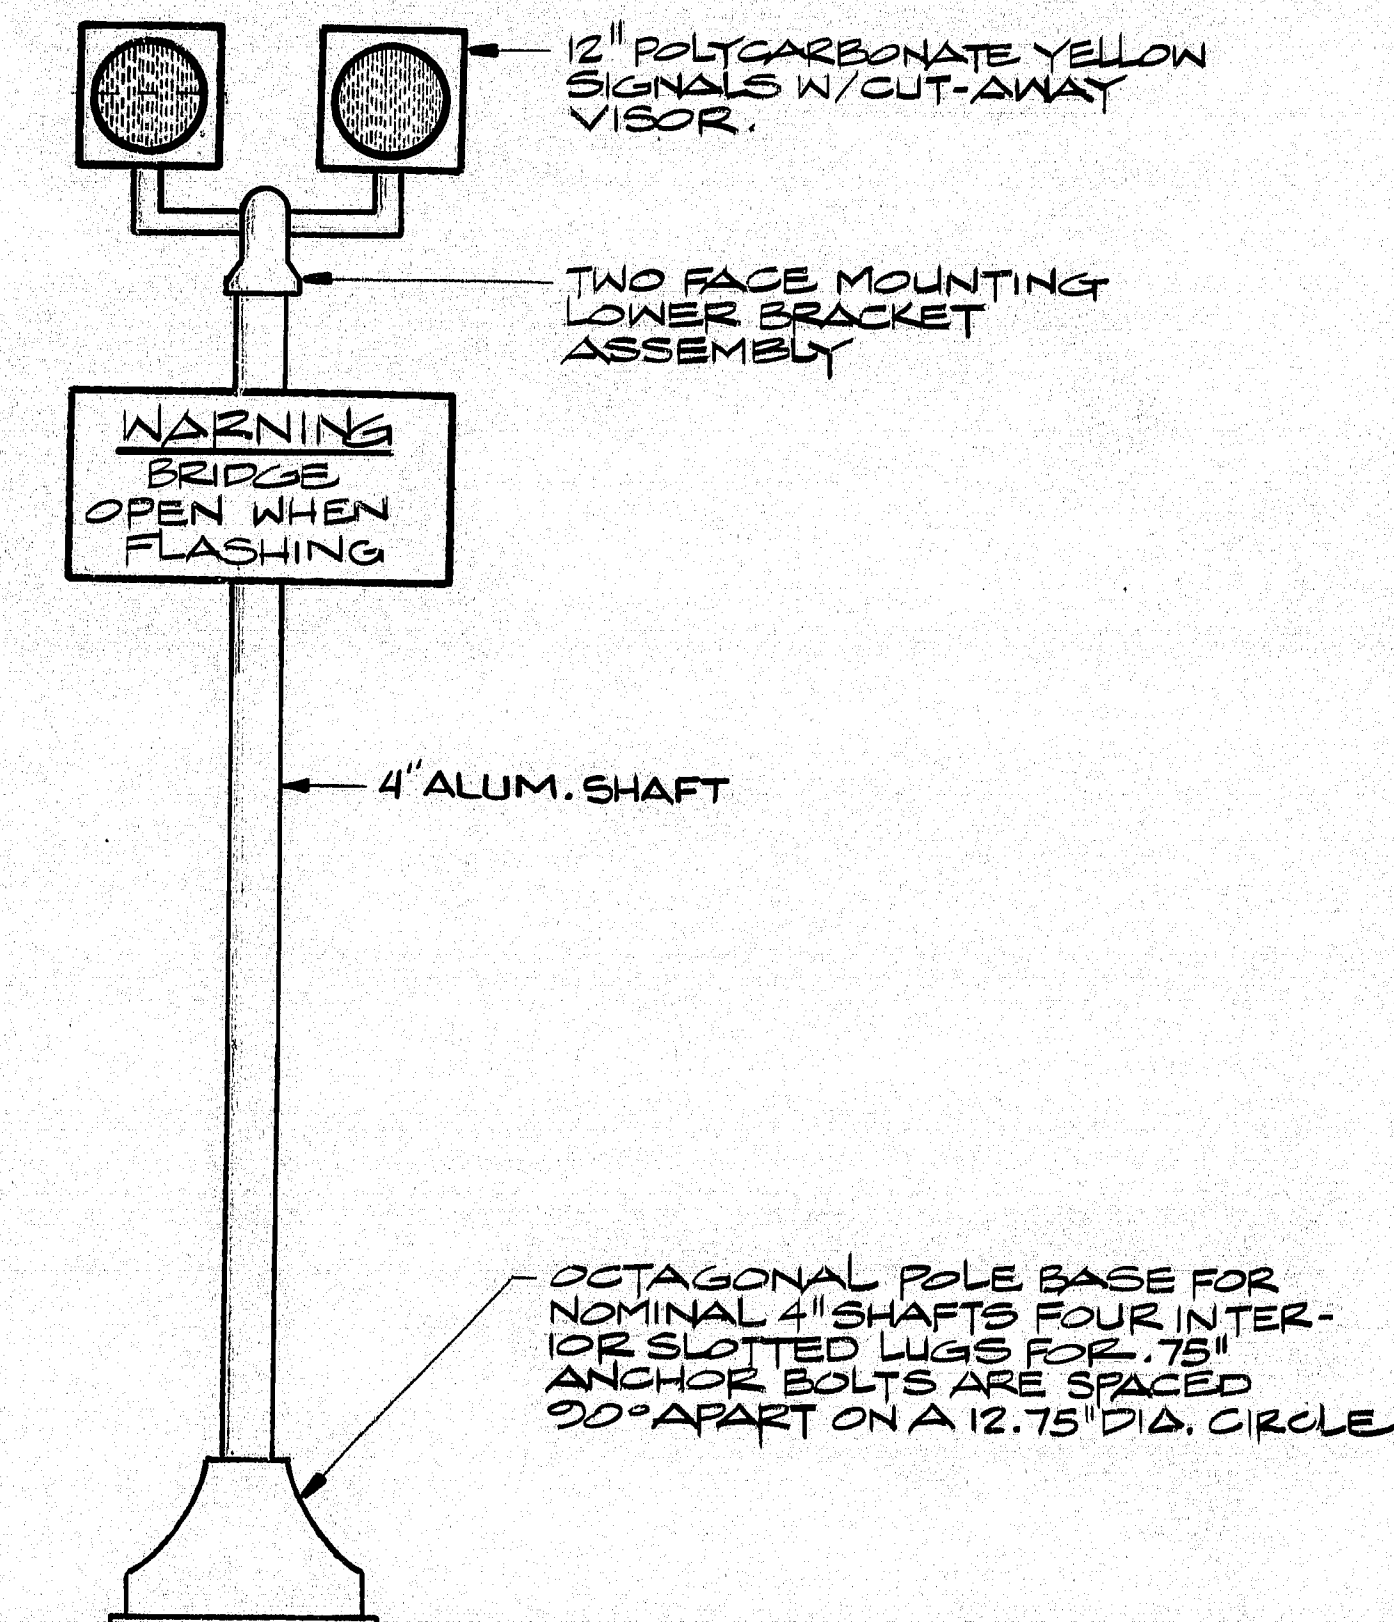 12" POLYCARBONATE YELLOW
SIGNALS W/CUT-AWAY
VISOR.
TWO FACE MOUNTING
LOWER BRACKET
ASSEMBLY
WARNING
BRIDGE
OPEN WHEN
FLASHING
4" ALUM. SHAFT
OCTAGONAL POLE BASE FOR
NOMINAL 4" SHAFTS FOUR INTER-
IOR SLOTTED LUGS FOR .75"
ANCHOR BOLTS ARE SPACED
90° APART ON A 12.75" DIA. CIRCLE